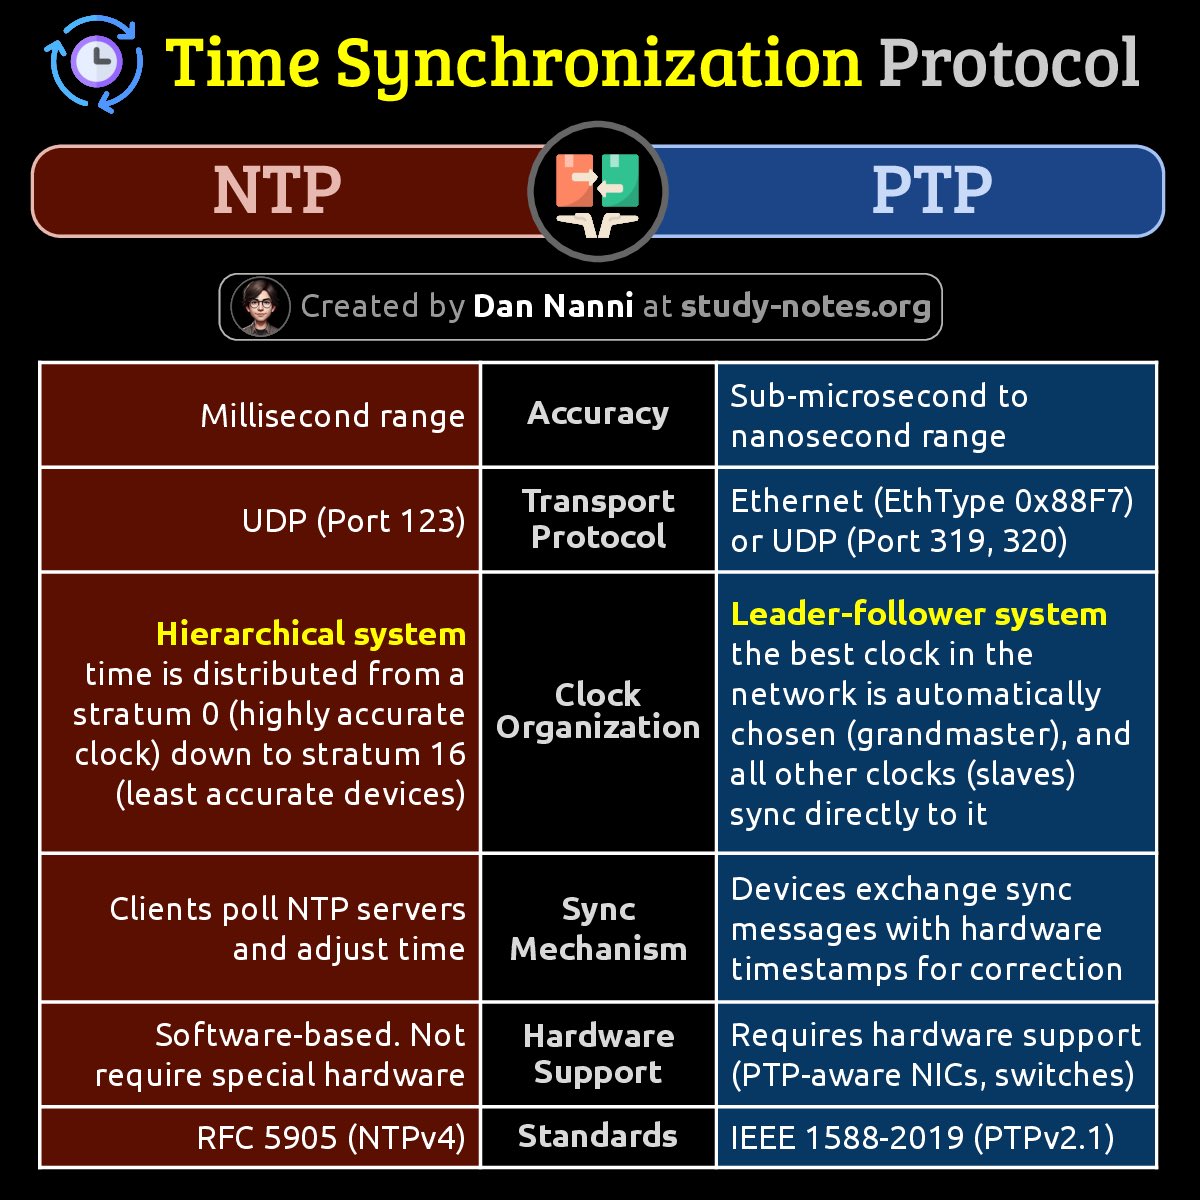 Time Synchronization Protocol
NTP
PTP
Created by Dan Nanni at study-notes.org
Millisecond range
Accuracy
Sub-microsecond to
nanosecond range
UDP (Port 123)
Transport
Protocol
Ethernet (EthType 0x88F7)
or UDP (Port 319, 320)
Hierarchical system
time is distributed from a
stratum 0 (highly accurate
clock) down to stratum 16
(least accurate devices)
Clock
Organization
Leader-follower system
the best clock in the
network is automatically
chosen (grandmaster), and
all other clocks (slaves)
sync directly to it
Clients poll NTP servers
and adjust time
Sync
Mechanism
Devices exchange sync
messages with hardware
timestamps for correction
Software-based. Not
require special hardware
Hardware
Support
Requires hardware support
(PTP-aware NICs, switches)
RFC 5905 (NTPv4)
Standards
IEEE 1588-2019 (PTPv2.1)